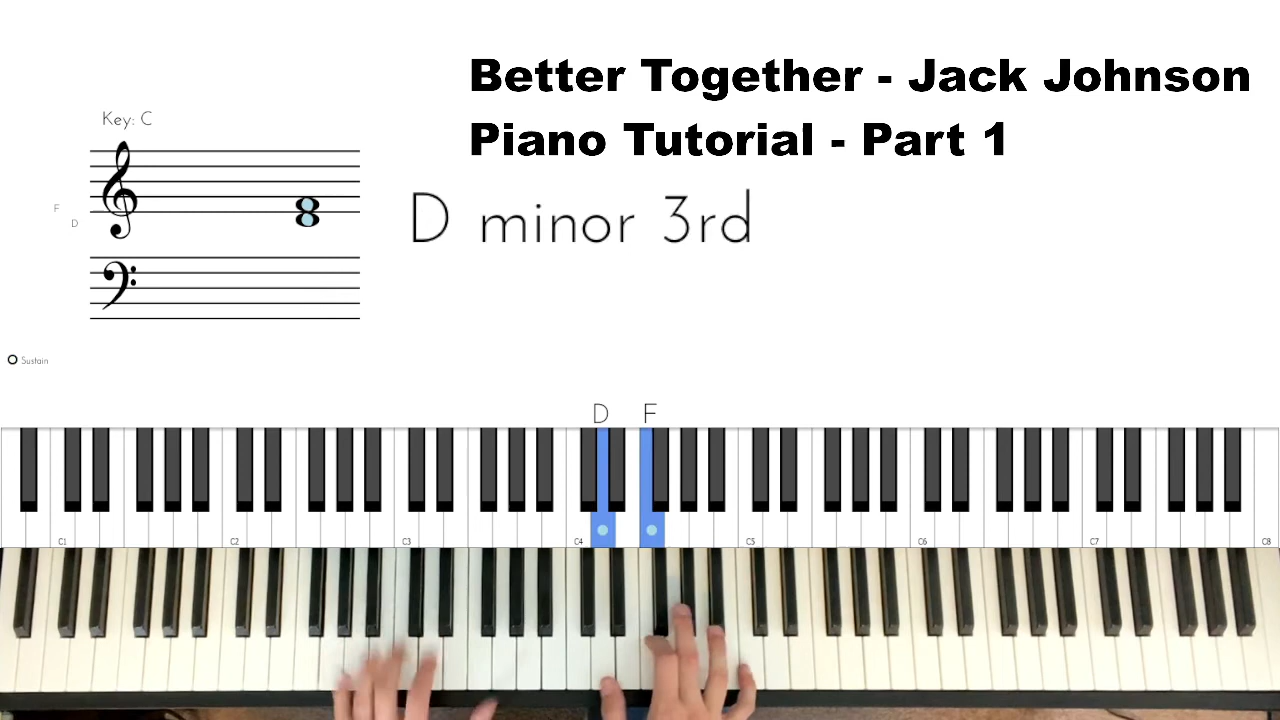 Better Together - Jack Johnson
Piano Tutorial - Part 1
Key: C
D minor 3rd
F
D
Sustain
D F
C1 C2 C3 C4 C5 C6 C7 C8